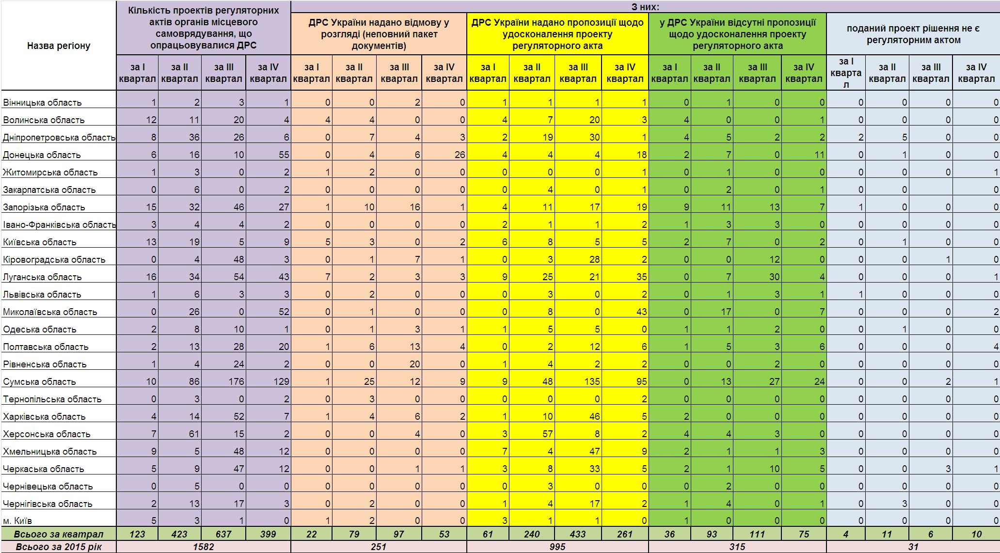 Назва регіону
Кількість проектів регуляторних
актів органів місцевого
самоврядування, що
опрацьовувалися ДРС
З них:
ДРС України надано відмову у
розгляді (неповний пакет
документів)
ДРС України надано пропозиції щодо
удосконалення проекту
регуляторного акта
у ДРС України відсутні пропозиції
щодо удосконалення проекту
регуляторного акта
поданий проект рішення не є
регуляторним актом
за І квартал за ІІ квартал за ІІІ квартал за IV квартал за І квартал за ІІ квартал за ІІІ квартал за IV квартал за І квартал за ІІ квартал за ІІІ квартал за IV квартал за І квартал за ІІ квартал за ІІІ квартал за IV квартал за І квартал за ІІ квартал за ІІІ квартал за IV квартал
Вінницька область 1 2 3 1 0 0 2 0 1 1 1 1 0 1 0 0 0 0 0 0
Волинська область 12 11 20 4 4 4 0 0 4 7 20 3 4 0 0 1 0 0 0 0
Дніпропетровська область 8 36 26 6 0 7 4 3 2 19 30 1 4 5 2 2 2 5 0 0
Донецька область 6 16 10 55 0 4 6 26 4 4 4 18 2 7 0 11 0 1 0 0
Житомирська область 1 3 0 2 1 2 0 0 0 0 0 1 0 1 0 0 0 0 0 1
Закарпатська область 0 6 0 2 0 0 0 0 0 4 0 1 0 2 0 1 0 0 0
Запорізька область 15 32 46 27 1 10 16 1 4 11 17 19 9 11 13 7 1 0 0 0
Івано-Франківська область 3 4 4 2 0 0 0 0 2 1 1 2 1 3 3 0 0 0 0 0
Київська область 13 19 5 9 5 3 0 2 6 8 5 5 2 7 0 2 0 1 0 0
Кіровоградська область 0 4 48 3 0 1 7 1 0 3 28 2 0 0 12 0 0 0 1 0
Луганська область 16 34 54 43 7 2 3 3 9 25 21 35 0 7 30 4 0 0 0 1
Львівська область 1 6 3 3 0 2 0 0 0 3 0 2 0 1 3 1 1 0 0 0
Миколаївська область 0 26 0 52 0 1 0 0 0 8 0 43 0 17 0 7 0 0 0 2
Одеська область 2 8 10 1 0 1 3 1 1 5 5 0 1 1 2 0 0 1 0 0
Полтавська область 2 13 28 20 1 6 13 4 0 2 12 6 1 5 3 6 0 0 0 4
Рівненська область 1 4 24 2 0 0 20 0 1 4 2 2 0 0 2 0 0 0 0 0
Сумська область 10 86 176 129 1 25 12 9 9 48 135 95 0 13 27 24 0 0 2 1
Тернопільська область 0 3 0 2 0 3 0 0 0 0 0 2 0 0 0 0 0 0 0 0
Харківська область 4 14 52 7 1 4 6 2 1 10 46 5 2 0 0 0 0 0 0 0
Херсонська область 7 61 15 2 0 0 4 0 3 57 8 2 4 4 3 0 0 0 0 0
Хмельницька область 9 5 48 12 0 0 0 0 7 4 47 9 2 1 1 3 0 0 0 0
Черкаська область 5 9 47 12 0 0 1 1 3 8 33 5 2 1 10 5 0 0 3 1
Чернівецька область 0 5 0 0 0 0 0 0 0 3 0 0 0 2 0 0 0 0 0 0
Чернігівська область 2 13 17 3 0 2 0 0 1 4 17 2 1 4 0 1 0 3 0 0
м. Київ 5 3 1 0 1 2 0 0 3 1 1 0 1 0 0 0 0 0 0 0
Всього за кватрал 123 423 637 399 22 79 97 53 61 240 433 261 36 93 111 75 4 11 6 10
Всього за 2015 рік 1582 251 995 315 31